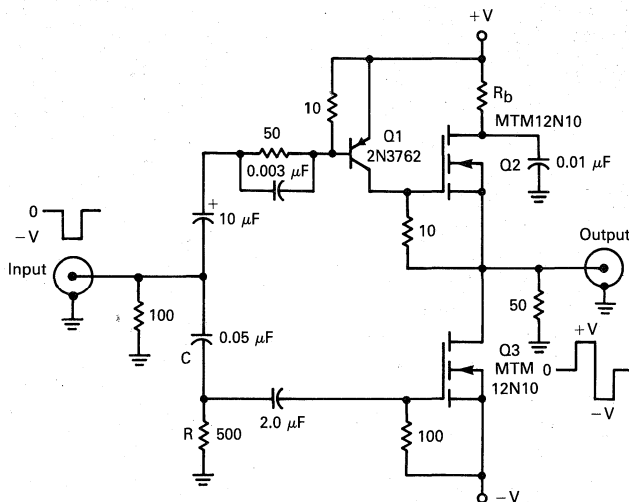 +V
Rb
MTM12N10
10
Q1
2N3762
50
0.003 μF
Q2
0.01 μF
0
−V
+
10 μF
10
Input
Output
100
50
0.05 μF
C
+V
Q3
MTM
12N10
0
−V
2.0 μF
R
500
100
−V